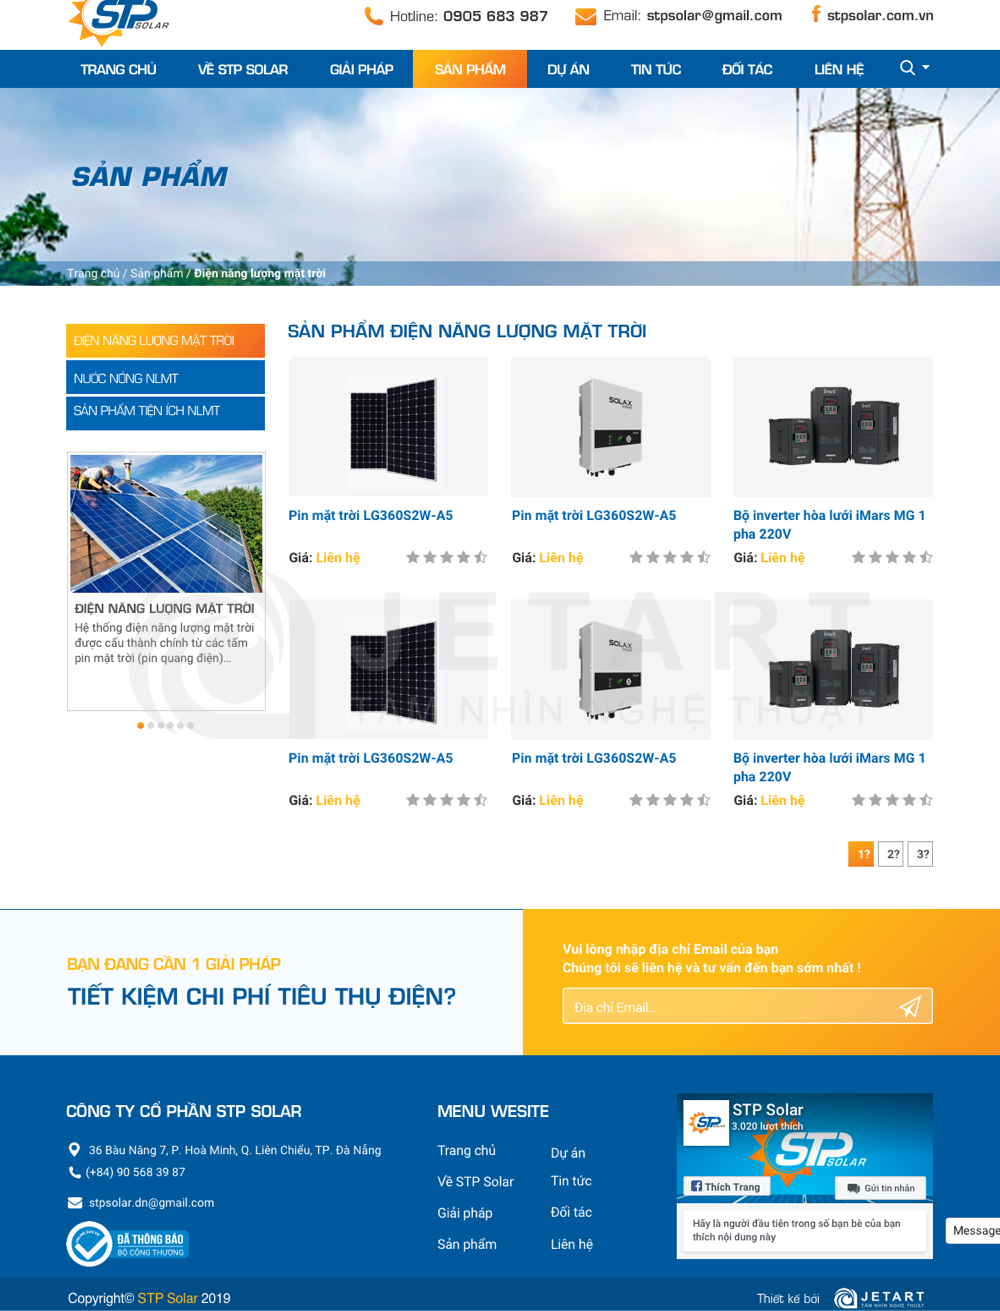 STP SOLAR
Hotline: 0905 683 987
Email: stpsolar@gmail.com
stpsolar.com.vn
TRANG CHỦ
VỀ STP SOLAR
GIẢI PHÁP
SẢN PHẨM
DỰ ÁN
TIN TỨC
ĐỐI TÁC
LIÊN HỆ
SẢN PHẨM
Trang chủ / Sản phẩm / Điện năng lượng mặt trời
ĐIỆN NĂNG LƯỢNG MẶT TRỜI
NƯỚC NÓNG NLMT
SẢN PHẨM TIỆN ÍCH NLMT
ĐIỆN NĂNG LƯỢNG MẶT TRỜI
Hệ thống điện năng lượng mặt trời
được cấu thành chính từ các tấm
pin mặt trời (pin quang điện)...
SẢN PHẨM ĐIỆN NĂNG LƯỢNG MẶT TRỜI
SOLAX
invt
Pin mặt trời LG360S2W-A5
Pin mặt trời LG360S2W-A5
Bộ inverter hòa lưới iMars MG 1
pha 220V
Giá: Liên hệ
Giá: Liên hệ
Giá: Liên hệ
JETART
TẦM NHÌN NGHỆ THUẬT
SOLAX
invt
Pin mặt trời LG360S2W-A5
Pin mặt trời LG360S2W-A5
Bộ inverter hòa lưới iMars MG 1
pha 220V
Giá: Liên hệ
Giá: Liên hệ
Giá: Liên hệ
1?
2?
3?
BẠN ĐANG CẦN 1 GIẢI PHÁP
TIẾT KIỆM CHI PHÍ TIÊU THỤ ĐIỆN?
Vui lòng nhập địa chỉ Email của bạn
Chúng tôi sẽ liên hệ và tư vấn đến bạn sớm nhất !
Địa chỉ Email...
CÔNG TY CỔ PHẦN STP SOLAR
36 Bàu Năng 7, P. Hoà Minh, Q. Liên Chiểu, TP. Đà Nẵng
(+84) 90 568 39 87
stpsolar.dn@gmail.com
ĐÃ THÔNG BÁO
BỘ CÔNG THƯƠNG
MENU WESITE
Trang chủ
Về STP Solar
Giải pháp
Sản phẩm
Dự án
Tin tức
Đối tác
Liên hệ
STP SOLAR
STP Solar
3.020 lượt thích
STP SOLAR
Thích Trang
Gửi tin nhắn
Hãy là người đầu tiên trong số bạn bè của bạn
thích nội dung này
Message
Copyright© STP Solar 2019
Thiết kế bởi
JETART
TẦM NHÌN NGHỆ THUẬT